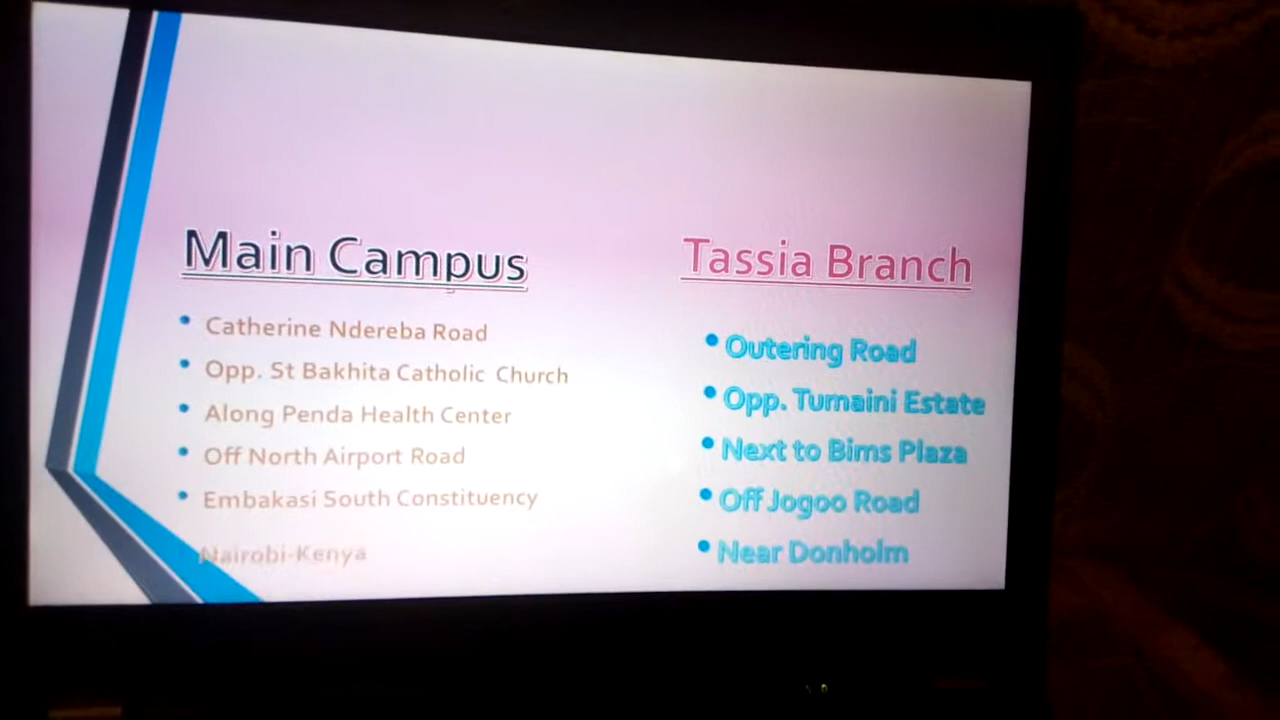 Main Campus
• Catherine Ndereba Road
• Opp. St Bakhita Catholic Church
• Along Penda Health Center
• Off North Airport Road
• Embakasi South Constituency
Nairobi-Kenya
Tassia Branch
• Outering Road
• Opp. Tumaini Estate
• Next to Bims Plaza
• Off Jogoo Road
• Near Donholm